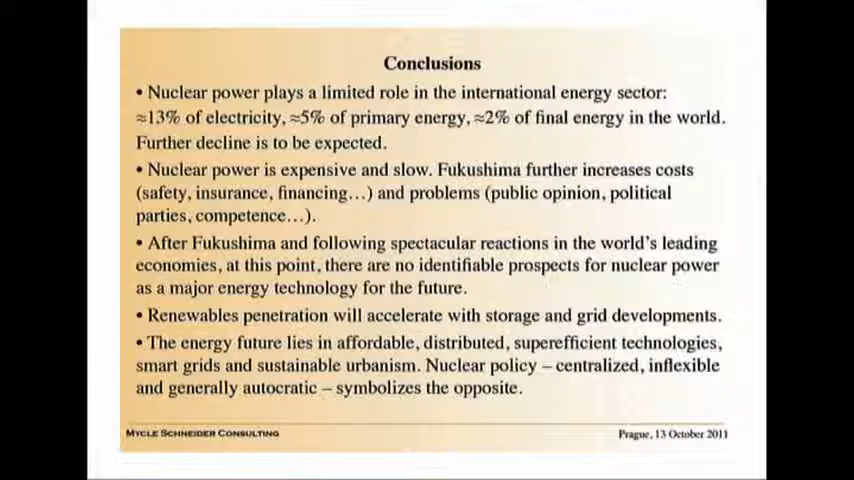 Conclusions
• Nuclear power plays a limited role in the international energy sector:
≈13% of electricity, ≈5% of primary energy, ≈2% of final energy in the world.
Further decline is to be expected.
• Nuclear power is expensive and slow. Fukushima further increases costs
(safety, insurance, financing…) and problems (public opinion, political
parties, competence…).
• After Fukushima and following spectacular reactions in the world's leading
economies, at this point, there are no identifiable prospects for nuclear power
as a major energy technology for the future.
• Renewables penetration will accelerate with storage and grid developments.
• The energy future lies in affordable, distributed, superefficient technologies,
smart grids and sustainable urbanism. Nuclear policy – centralized, inflexible
and generally autocratic – symbolizes the opposite.
MYCLE SCHNEIDER CONSULTING
Prague, 13 October 2011